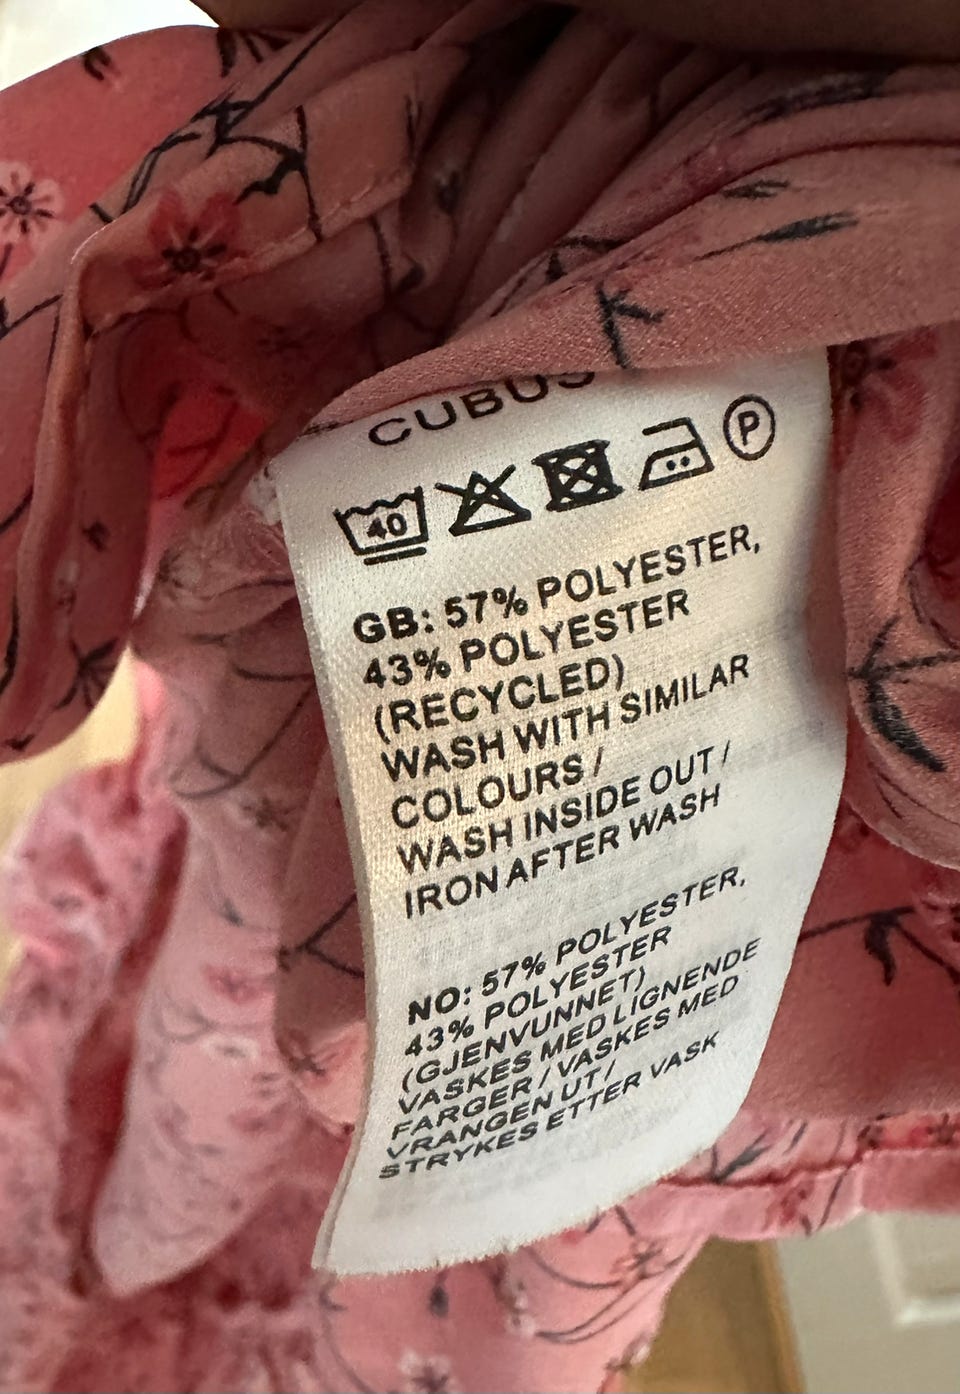 CUBUS
40
P
GB: 57% POLYESTER,
43% POLYESTER
(RECYCLED)
WASH WITH SIMILAR
COLOURS /
WASH INSIDE OUT /
IRON AFTER WASH
NO: 57% POLYESTER,
43% POLYESTER
(GJENVUNNET)
VASKES MED LIGNENDE
FARGER / VASKES MED
VRANGEN UT /
STRYKES ETTER VASK